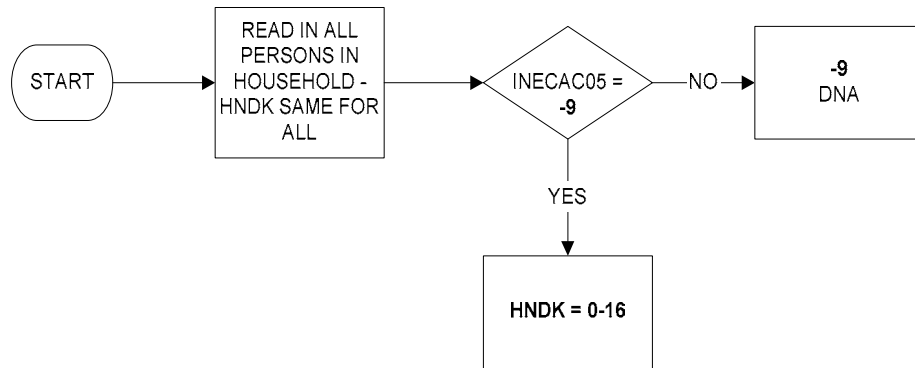 START
READ IN ALL
PERSONS IN
HOUSEHOLD -
HNDK SAME FOR
ALL
INECAC05 =
-9
NO
-9
DNA
YES
HNDK = 0-16